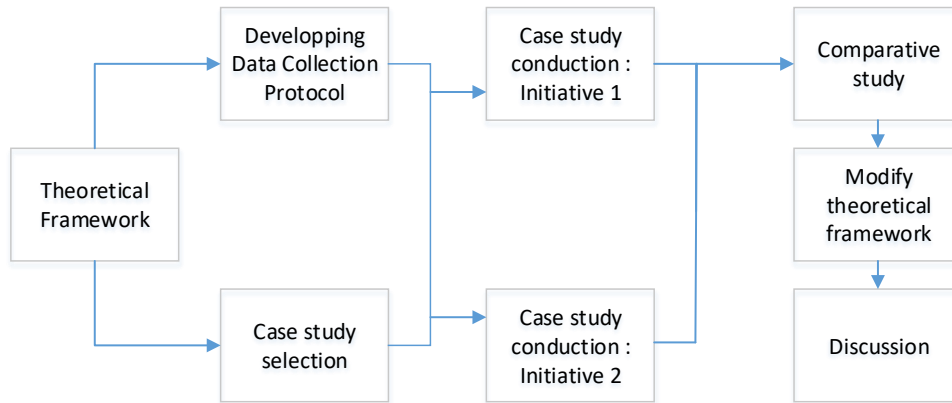 Theoretical
Framework
Developping
Data Collection
Protocol
Case study
selection
Case study
conduction :
Initiative 1
Case study
conduction :
Initiative 2
Comparative
study
Modify
theoretical
framework
Discussion